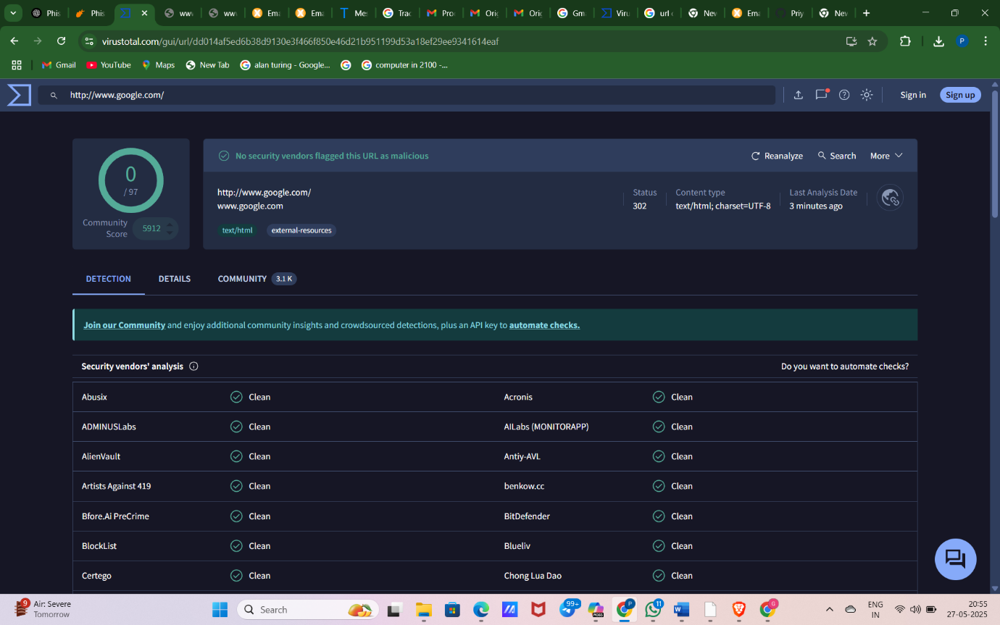 Phis
Phis
ww
ww
Ema
Ema
Me
Trac
Pro
Orig
Orig
Gm
Viru
url c
Nev
Ema
Priy
Nev
virustotal.com/gui/url/dd014af5ed6b38d9130e3f466f850e46d21b951199d53a18ef29ee9341614eaf
P
Gmail
YouTube
Maps
New Tab
alan turing - Google...
computer in 2100 -...
http://www.google.com/
Sign in
Sign up
0
/ 97
Community
Score
5912
No security vendors flagged this URL as malicious
Reanalyze
Search
More
http://www.google.com/
www.google.com
Status
302
Content type
text/html; charset=UTF-8
Last Analysis Date
3 minutes ago
text/html
external-resources
DETECTION
DETAILS
COMMUNITY 3.1 K
Join our Community and enjoy additional community insights and crowdsourced detections, plus an API key to automate checks.
Security vendors' analysis
Do you want to automate checks?
Abusix Clean Acronis Clean
ADMINUSLabs Clean AILabs (MONITORAPP) Clean
AlienVault Clean Antiy-AVL Clean
Artists Against 419 Clean benkow.cc Clean
Bfore.Ai PreCrime Clean BitDefender Clean
BlockList Clean Blueliv Clean
Certego Clean Chong Lua Dao Clean
9
Air: Severe
Tomorrow
Search
99+
M365
P
11
G
ENG
IN
20:55
27-05-2025